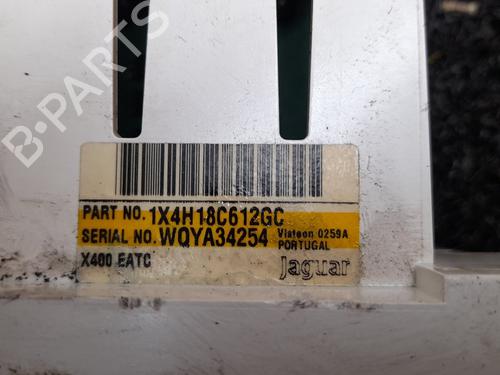 B-PARTS
PART NO. 1X4H18C612GC
SERIAL NO. WQYA34254 Visteon 0259A
PORTUGAL
X400 EATC
Jaguar